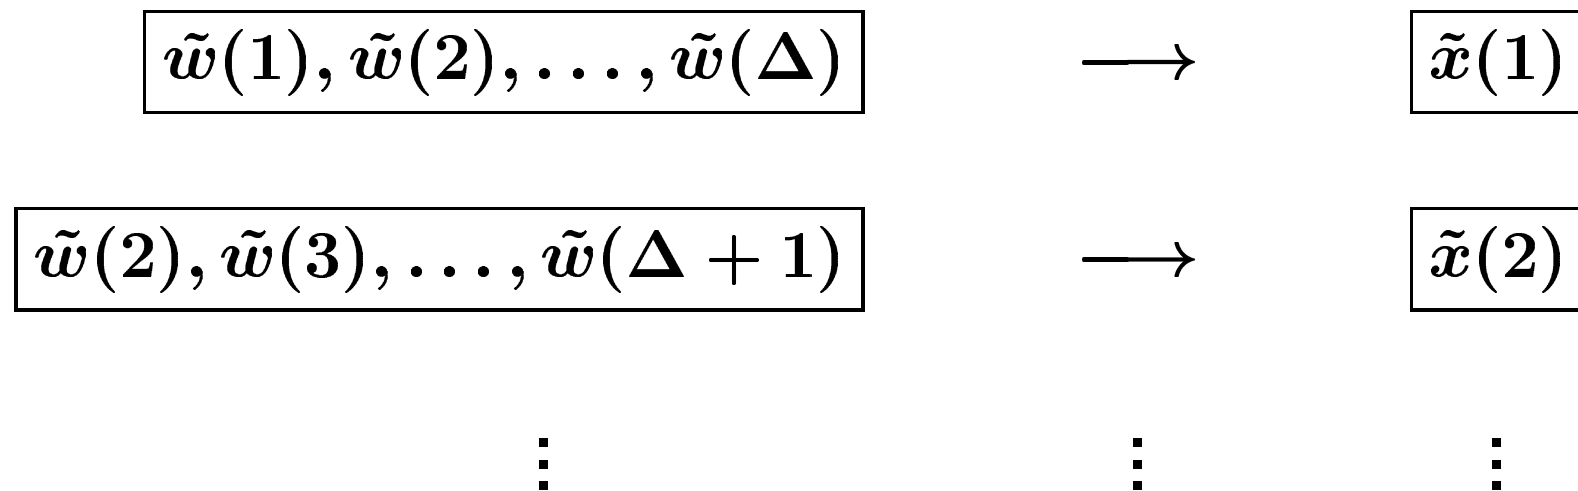 w̃(1), w̃(2), . . . , w̃(Δ) ⟶ x̃(1)
w̃(2), w̃(3), . . . , w̃(Δ + 1) ⟶ x̃(2)
⋮ ⋮ ⋮